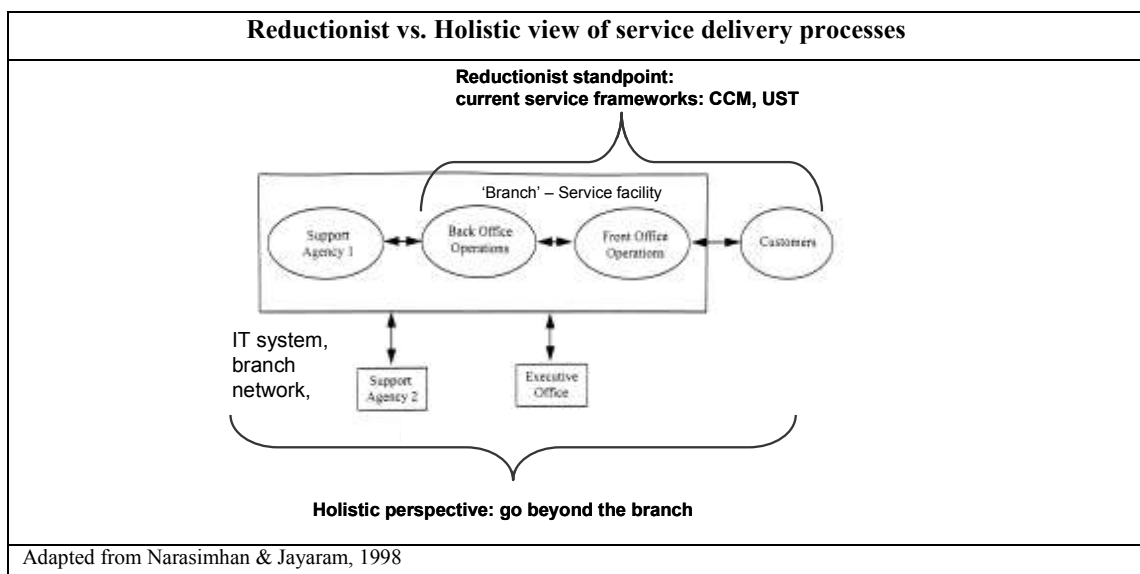 Reductionist vs. Holistic view of service delivery processes
Reductionist standpoint:
current service frameworks: CCM, UST
‘Branch’ – Service facility
Support
Agency 1
Back Office
Operations
Front Office
Operations
Customers
IT system,
branch
network,
Support
Agency 2
Executive
Office
Holistic perspective: go beyond the branch
Adapted from Narasimhan & Jayaram, 1998